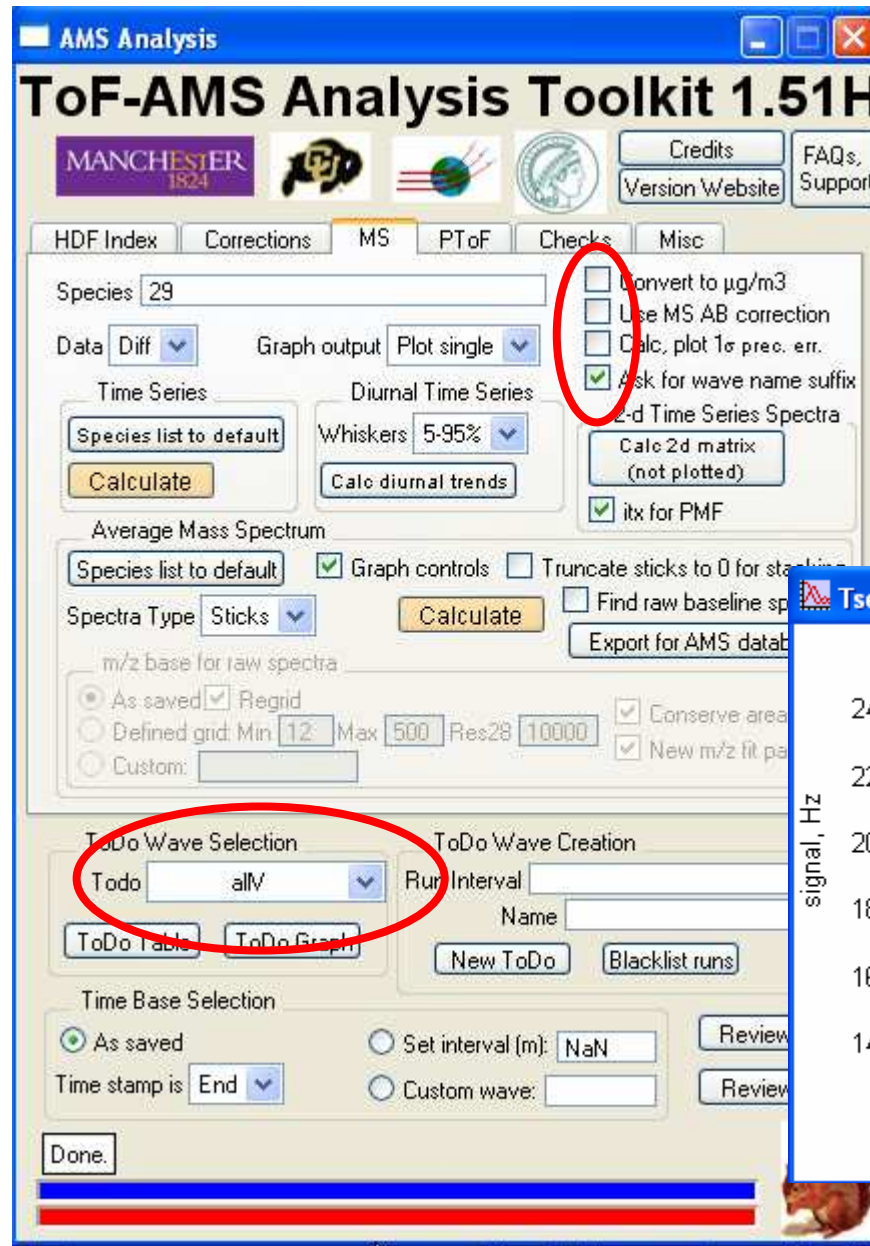 AMS Analysis
ToF-AMS Analysis Toolkit 1.51H
MANCHESTER
1824
CU
Credits
Version Website
FAQs,
Support
HDF Index Corrections MS PToF Checks Misc
Species 29
Convert to µg/m3
Use MS AB correction
Data Diff Graph output Plot single
Calc, plot 1σ prec. err.
Ask for wave name suffix
Time Series
Diurnal Time Series
2-d Time Series Spectra
Species list to default
Whiskers 5-95%
Calc 2d matrix
(not plotted)
Calculate
Calc diurnal trends
itx for PMF
Average Mass Spectrum
Species list to default
Graph controls
Truncate sticks to 0 for stacking
Spectra Type Sticks
Calculate
Find raw baseline sp
Export for AMS datab
m/z base for raw spectra
As saved Regrid
Defined grid: Min 12 Max 500 Res28 10000
Conserve area
New m/z fit pa
Custom:
Tse
24
22
20
18
16
14
signal, Hz
ToDo Wave Selection
ToDo Wave Creation
Todo allV
Run Interval
Name
ToDo Table
ToDo Graph
New ToDo
Blacklist runs
Time Base Selection
As saved
Set interval (m): NaN
Review
Time stamp is End
Custom wave:
Review
Done.